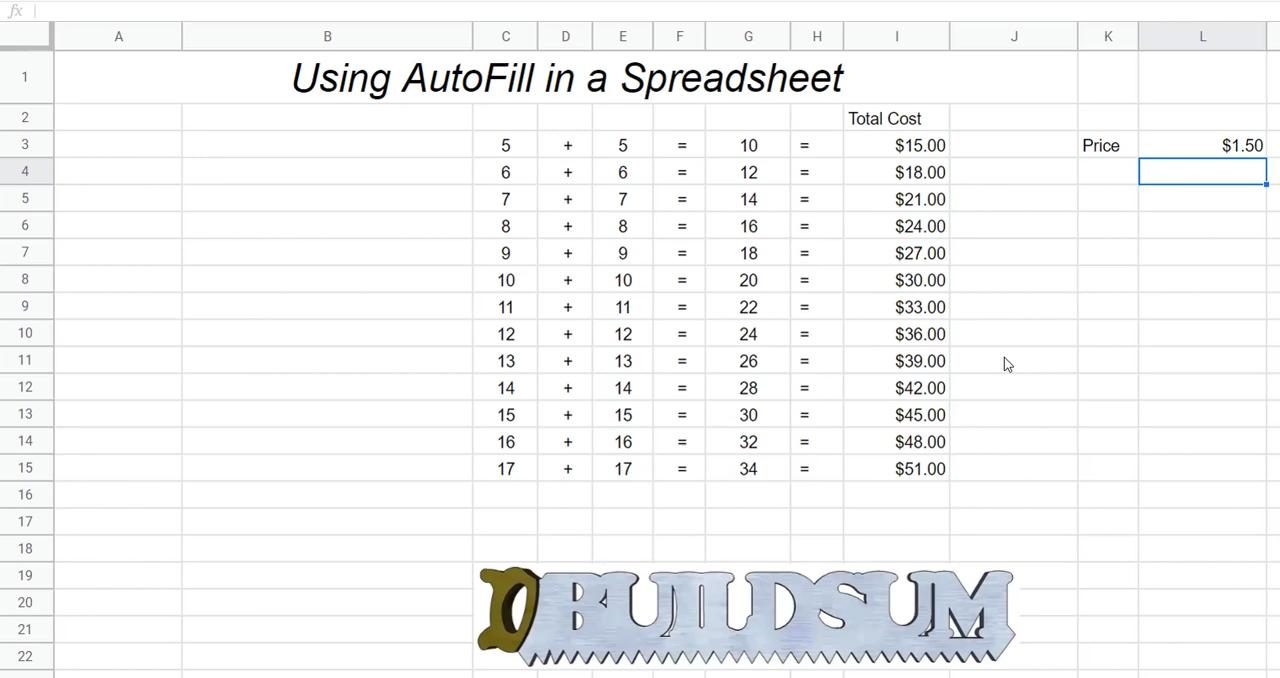 fx
A B C D E F G H I J K L
1 Using AutoFill in a Spreadsheet
2 Total Cost
3 5 + 5 = 10 = $15.00 Price $1.50
4 6 + 6 = 12 = $18.00
5 7 + 7 = 14 = $21.00
6 8 + 8 = 16 = $24.00
7 9 + 9 = 18 = $27.00
8 10 + 10 = 20 = $30.00
9 11 + 11 = 22 = $33.00
10 12 + 12 = 24 = $36.00
11 13 + 13 = 26 = $39.00
12 14 + 14 = 28 = $42.00
13 15 + 15 = 30 = $45.00
14 16 + 16 = 32 = $48.00
15 17 + 17 = 34 = $51.00
16
17
18
19
20 BUILDSUM
21
22